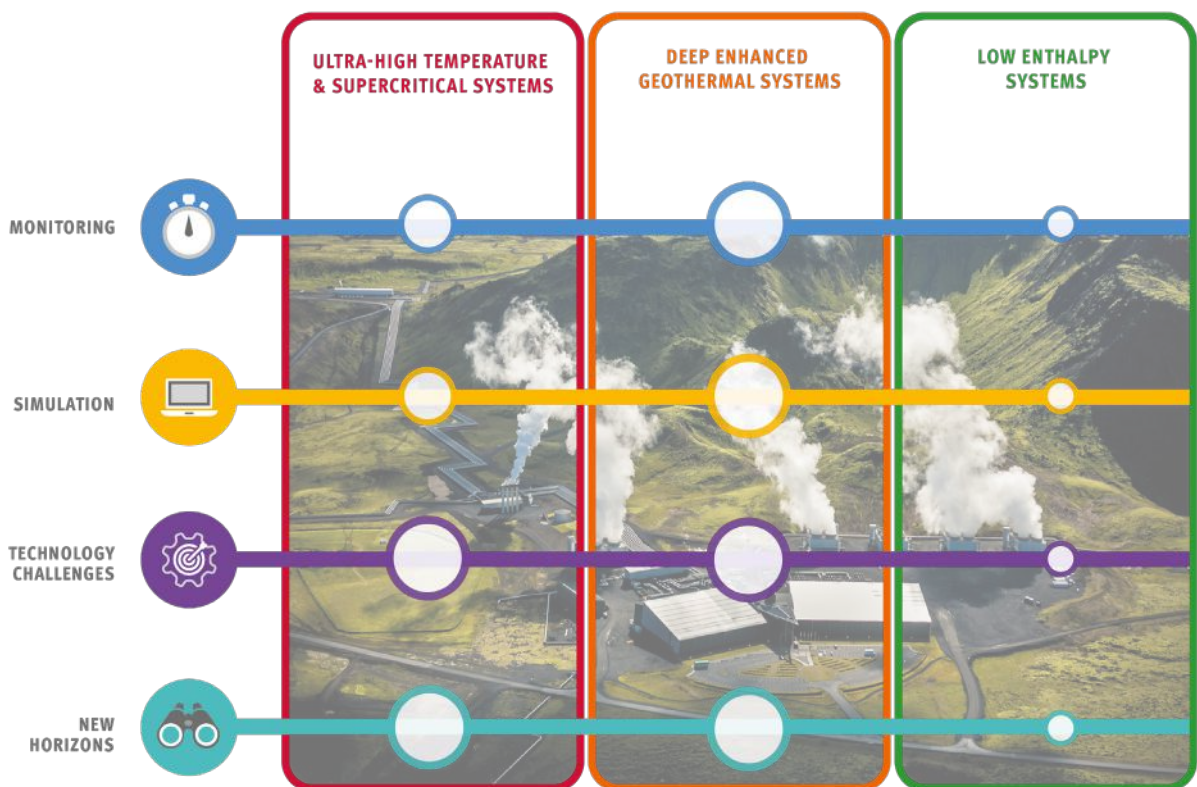 ULTRA-HIGH TEMPERATURE
& SUPERCRITICAL SYSTEMS
DEEP ENHANCED
GEOTHERMAL SYSTEMS
LOW ENTHALPY
SYSTEMS
MONITORING
SIMULATION
TECHNOLOGY
CHALLENGES
NEW
HORIZONS